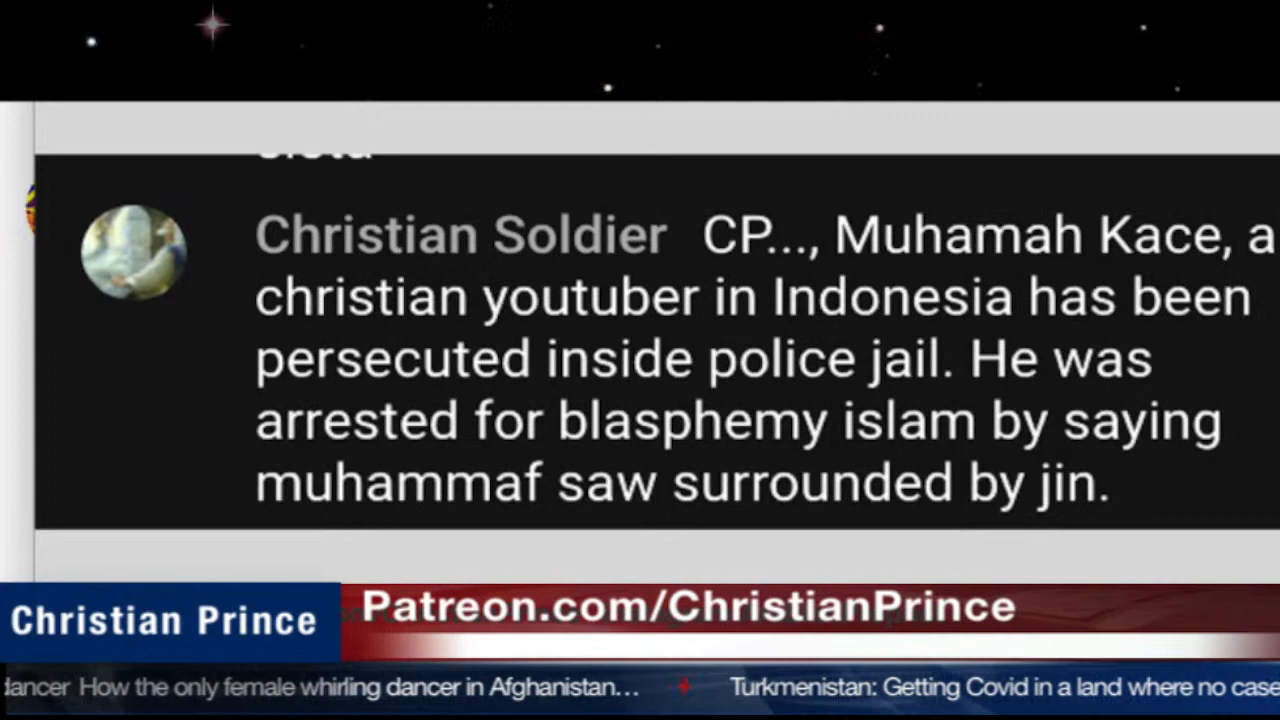 Christian Soldier CP..., Muhamah Kace, a
christian youtuber in Indonesia has been
persecuted inside police jail. He was
arrested for blasphemy islam by saying
muhammaf saw surrounded by jin.
Christian Prince
Patreon.com/ChristianPrince
dancer How the only female whirling dancer in Afghanistan... Turkmenistan: Getting Covid in a land where no case